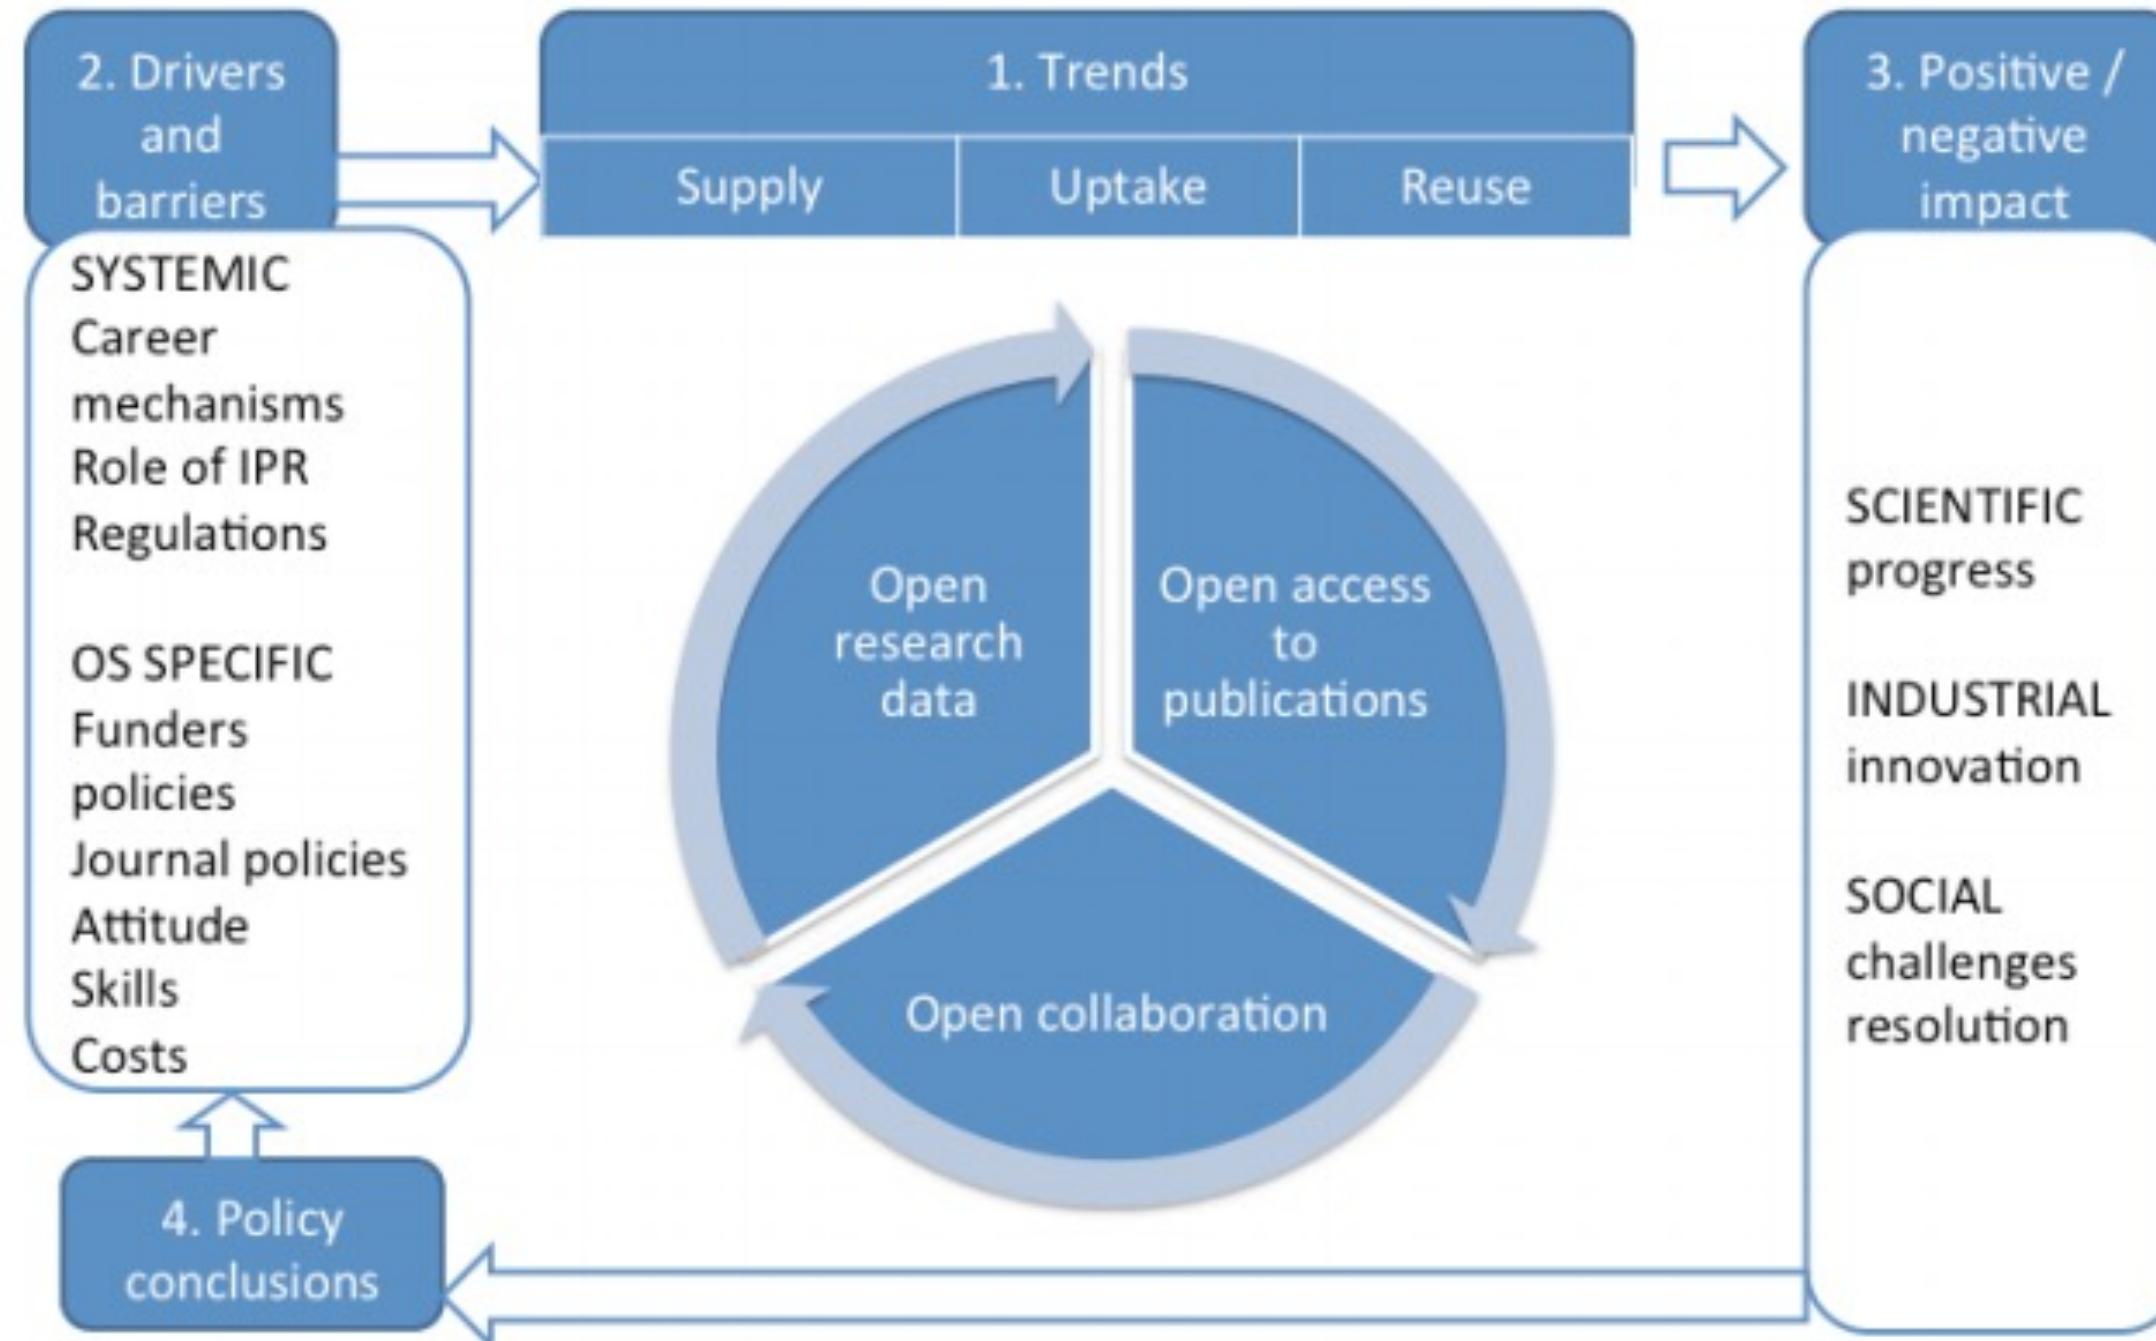 2. Drivers
and
barriers
SYSTEMIC
Career
mechanisms
Role of IPR
Regulations
OS SPECIFIC
Funders
policies
Journal policies
Attitude
Skills
Costs
4. Policy
conclusions
1. Trends
Supply
Uptake
Reuse
Open
research
data
Open access
to
publications
Open collaboration
3. Positive /
negative
impact
SCIENTIFIC
progress
INDUSTRIAL
innovation
SOCIAL
challenges
resolution